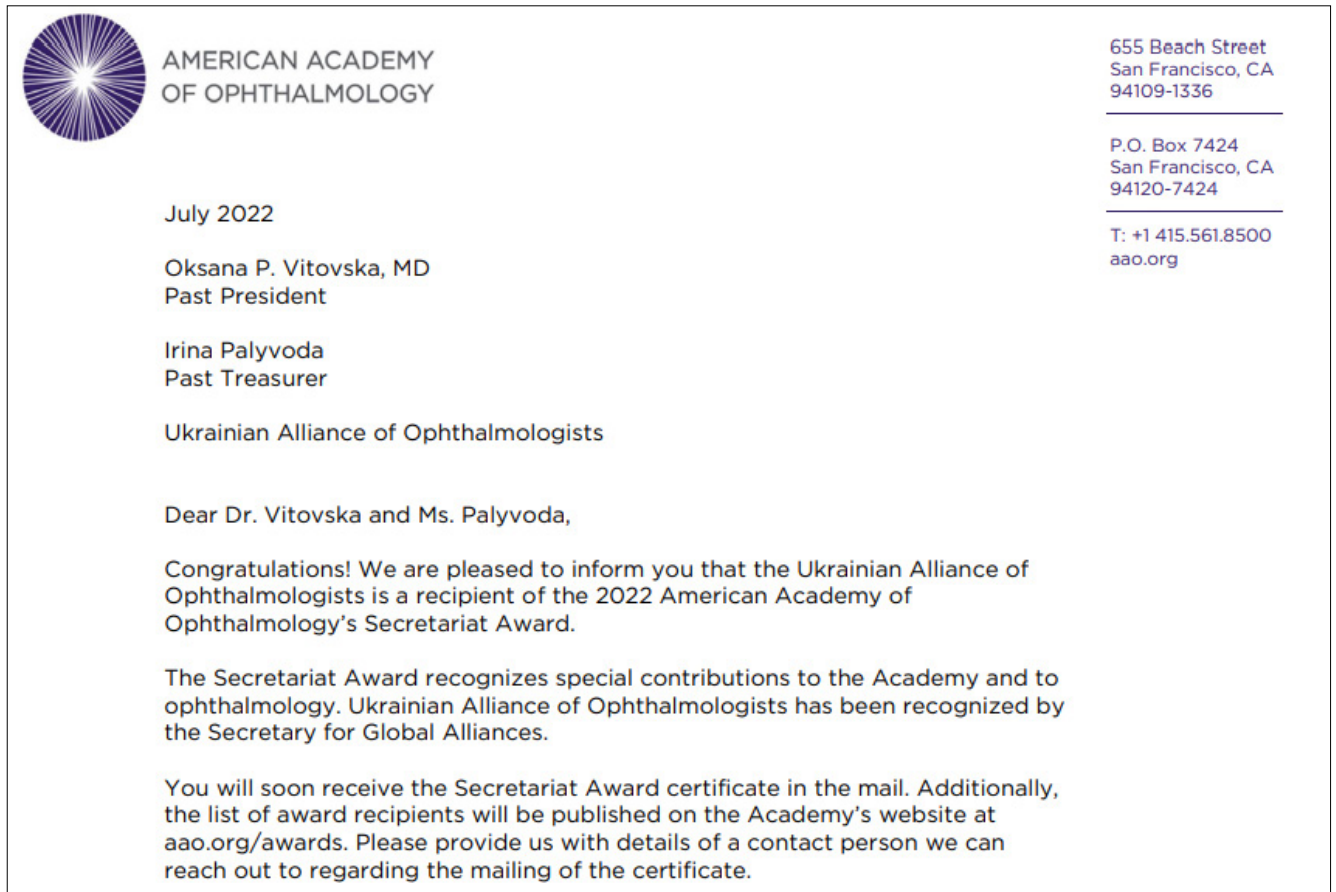 AMERICAN ACADEMY
OF OPHTHALMOLOGY
655 Beach Street
San Francisco, CA
94109-1336
P.O. Box 7424
San Francisco, CA
94120-7424
T: +1 415.561.8500
aao.org
July 2022
Oksana P. Vitovska, MD
Past President
Irina Palyvoda
Past Treasurer
Ukrainian Alliance of Ophthalmologists
Dear Dr. Vitovska and Ms. Palyvoda,
Congratulations! We are pleased to inform you that the Ukrainian Alliance of
Ophthalmologists is a recipient of the 2022 American Academy of
Ophthalmology’s Secretariat Award.
The Secretariat Award recognizes special contributions to the Academy and to
ophthalmology. Ukrainian Alliance of Ophthalmologists has been recognized by
the Secretary for Global Alliances.
You will soon receive the Secretariat Award certificate in the mail. Additionally,
the list of award recipients will be published on the Academy’s website at
aao.org/awards. Please provide us with details of a contact person we can
reach out to regarding the mailing of the certificate.